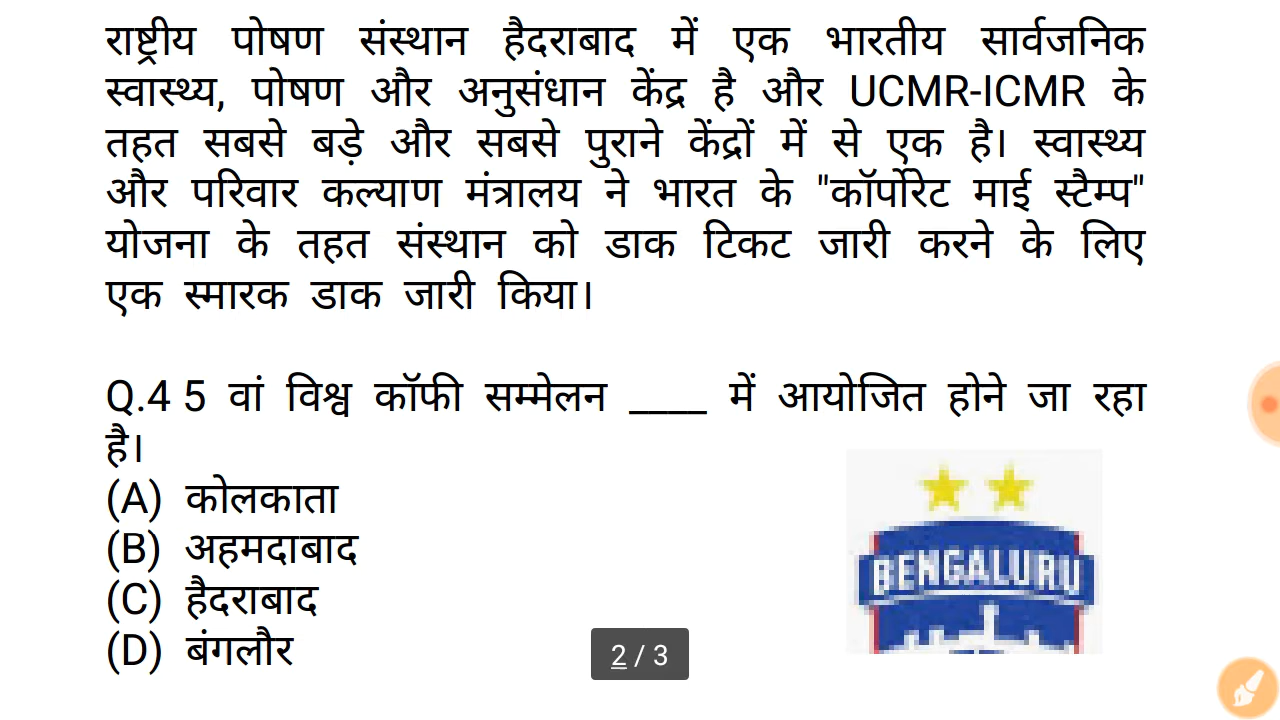 राष्ट्रीय पोषण संस्थान हैदराबाद में एक भारतीय सार्वजनिक
स्वास्थ्य, पोषण और अनुसंधान केंद्र है और UCMR-ICMR के
तहत सबसे बड़े और सबसे पुराने केंद्रों में से एक है। स्वास्थ्य
और परिवार कल्याण मंत्रालय ने भारत के "कॉर्पोरेट माई स्टैम्प"
योजना के तहत संस्थान को डाक टिकट जारी करने के लिए
एक स्मारक डाक जारी किया।
Q.4 5 वां विश्व कॉफी सम्मेलन ____ में आयोजित होने जा रहा
है।
(A) कोलकाता
(B) अहमदाबाद
(C) हैदराबाद
(D) बंगलौर
BENGALURU
2 / 3